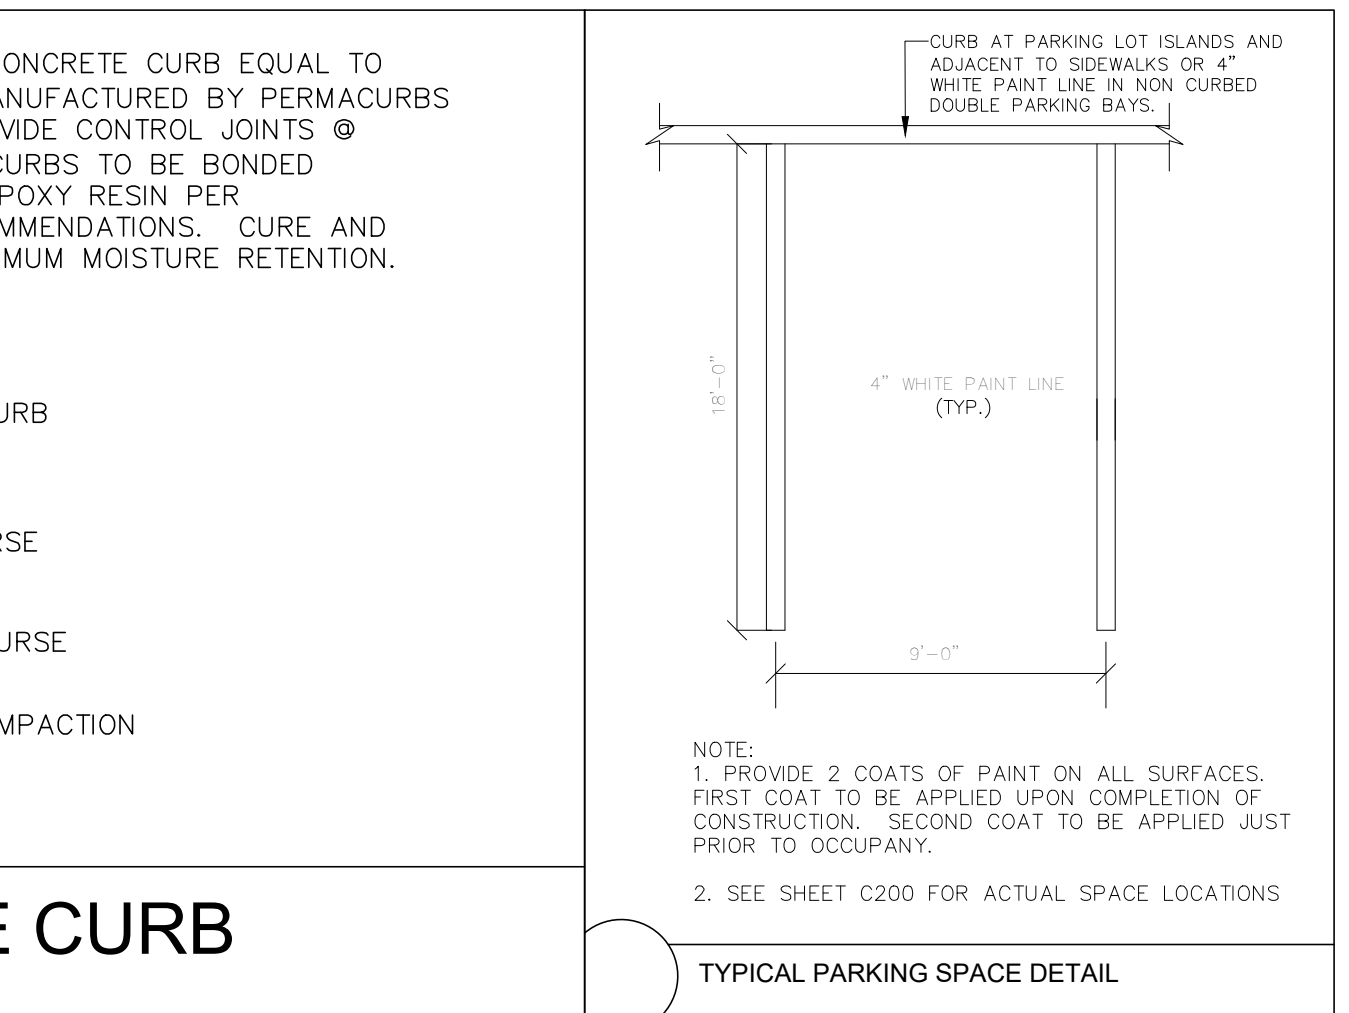 ONCRETE CURB EQUAL TO
ANUFACTURED BY PERMACURBS
VIDE CONTROL JOINTS @
CURBS TO BE BONDED
POXY RESIN PER
MMENDATIONS. CURE AND
MUM MOISTURE RETENTION.
URB
RSE
URSE
MPACTION
E CURB
CURB AT PARKING LOT ISLANDS AND
ADJACENT TO SIDEWALKS OR 4"
WHITE PAINT LINE IN NON CURBED
DOUBLE PARKING BAYS.
18'-0"
4" WHITE PAINT LINE
(TYP.)
9'-0"
NOTE:
1. PROVIDE 2 COATS OF PAINT ON ALL SURFACES.
FIRST COAT TO BE APPLIED UPON COMPLETION OF
CONSTRUCTION. SECOND COAT TO BE APPLIED JUST
PRIOR TO OCCUPANY.
2. SEE SHEET C200 FOR ACTUAL SPACE LOCATIONS
TYPICAL PARKING SPACE DETAIL